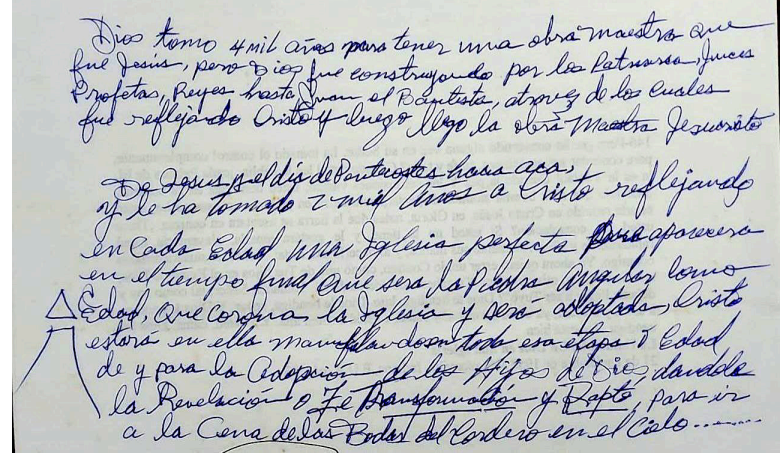 Dios tomo 4 mil años para tener una obra maestra que
fue Jesus, pero Dios fue construyendo por los Patriarcas, Jueces
Profetas, Reyes hasta Juan el Bautista, atravez de los cuales
fue reflejando Cristo y luego llego la obra Maestra Jesucristo
De Jesus y el dia de Pentecostes hacia aca,
y le ha tomado 2 mil Años a Cristo reflejando
en Cada Edad una Iglesia perfecta para aparecera
en el tiempo final que sera la Piedra Angular como
Edad, que corona la Iglesia y será adoptada, Cristo
estará en ella manifestandose en toda esa etapa o Edad
de y para la Adopcion de los Hijos de Dios, dandole
la Revelacion o Fe Transformación y Rapto, para ir
a la Cena de las Bodas del Cordero en el Cielo........